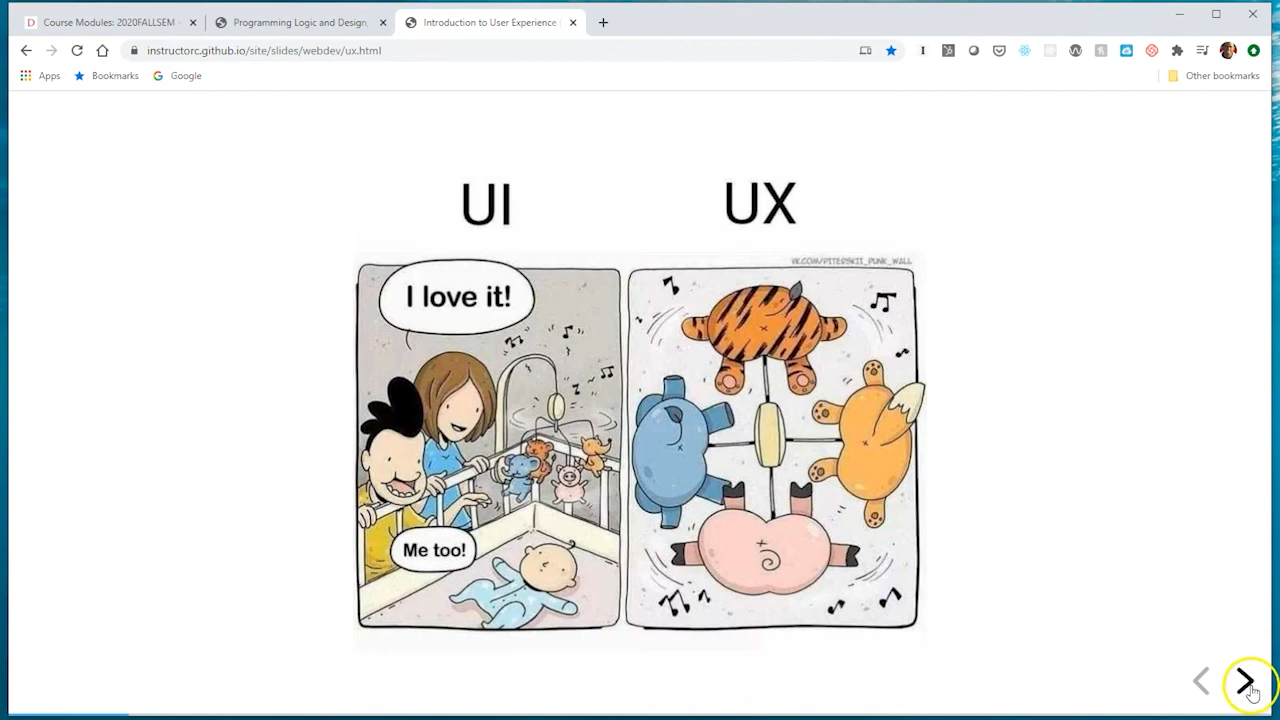 Course Modules: 2020FALLSEM
Programming Logic and Design,
Introduction to User Experience
instructorc.github.io/site/slides/webdev/ux.html
Apps
Bookmarks
Google
Other bookmarks
UI
UX
VK.COM/PITERSKII_PUNK_WALL
I love it!
Me too!